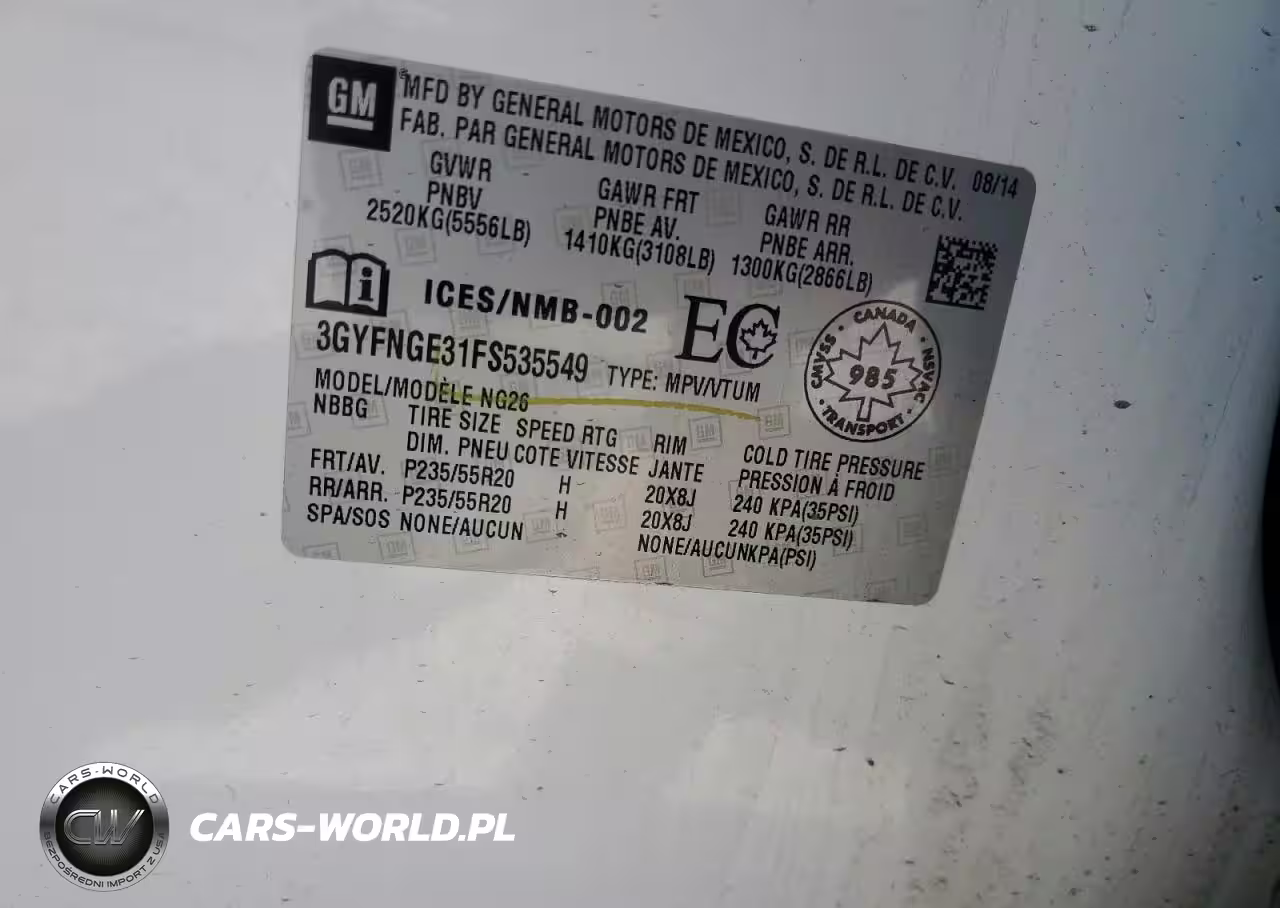 GM
MFD BY GENERAL MOTORS DE MEXICO, S. DE R.L. DE C.V. 08/14
FAB. PAR GENERAL MOTORS DE MEXICO, S. DE R.L. DE C.V.
GVWR GAWR FRT GAWR RR
PNBV PNBE AV. PNBE ARR.
2520KG(5556LB) 1410KG(3108LB) 1300KG(2866LB)
ICES/NMB-002 EC
3GYFNGE31FS535549 TYPE: MPV/VTUM
CANADA
CMVSS 985 NSVAC
TRANSPORT
MODEL/MODÈLE NG26
NBBG TIRE SIZE SPEED RTG RIM COLD TIRE PRESSURE
DIM. PNEU COTE VITESSE JANTE PRESSION À FROID
FRT/AV. P235/55R20 H 20X8J 240 KPA(35PSI)
RR/ARR. P235/55R20 H 20X8J 240 KPA(35PSI)
SPA/SOS NONE/AUCUN NONE/AUCUNKPA(PSI)
CARS-WORLD
CW
BEZPOŚREDNI IMPORT Z USA
CARS-WORLD.PL